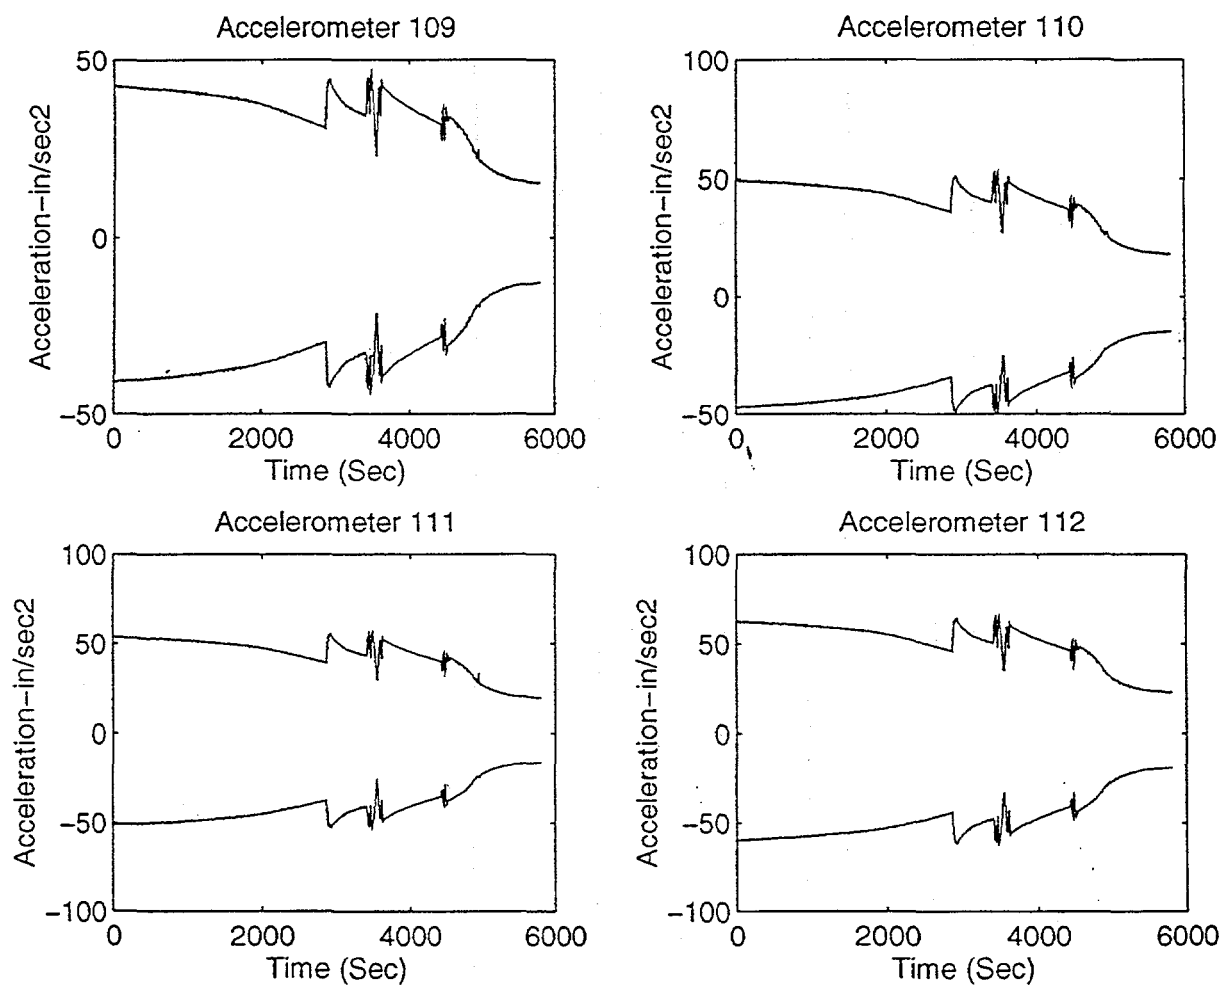 Accelerometer 109
50
0
−50
Acceleration−in/sec2
0 2000 4000 6000
Time (Sec)
Accelerometer 110
100
50
0
−50
Acceleration−in/sec2
0 2000 4000 6000
Time (Sec)
Accelerometer 111
100
50
0
−50
−100
Acceleration−in/sec2
0 2000 4000 6000
Time (Sec)
Accelerometer 112
100
50
0
−50
−100
Acceleration−in/sec2
0 2000 4000 6000
Time (Sec)